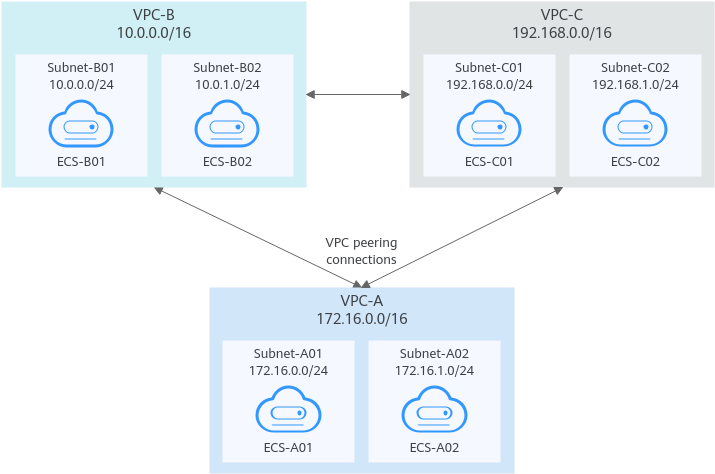 VPC-B
10.0.0.0/16
Subnet-B01
10.0.0.0/24
ECS-B01
Subnet-B02
10.0.1.0/24
ECS-B02
VPC-C
192.168.0.0/16
Subnet-C01
192.168.0.0/24
ECS-C01
Subnet-C02
192.168.1.0/24
ECS-C02
VPC peering
connections
VPC-A
172.16.0.0/16
Subnet-A01
172.16.0.0/24
ECS-A01
Subnet-A02
172.16.1.0/24
ECS-A02